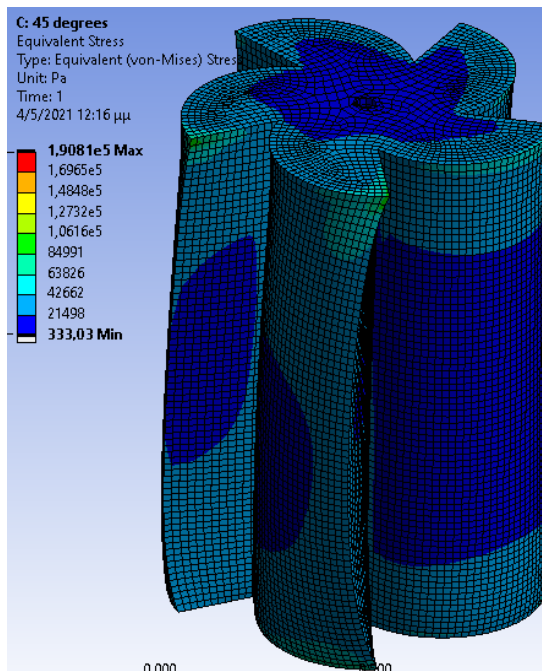 C: 45 degrees
Equivalent Stress
Type: Equivalent (von-Mises) Stres
Unit: Pa
Time: 1
4/5/2021 12:16 μμ
1,9081e5 Max
1,6965e5
1,4848e5
1,2732e5
1,0616e5
84991
63826
42662
21498
333,03 Min
0.000